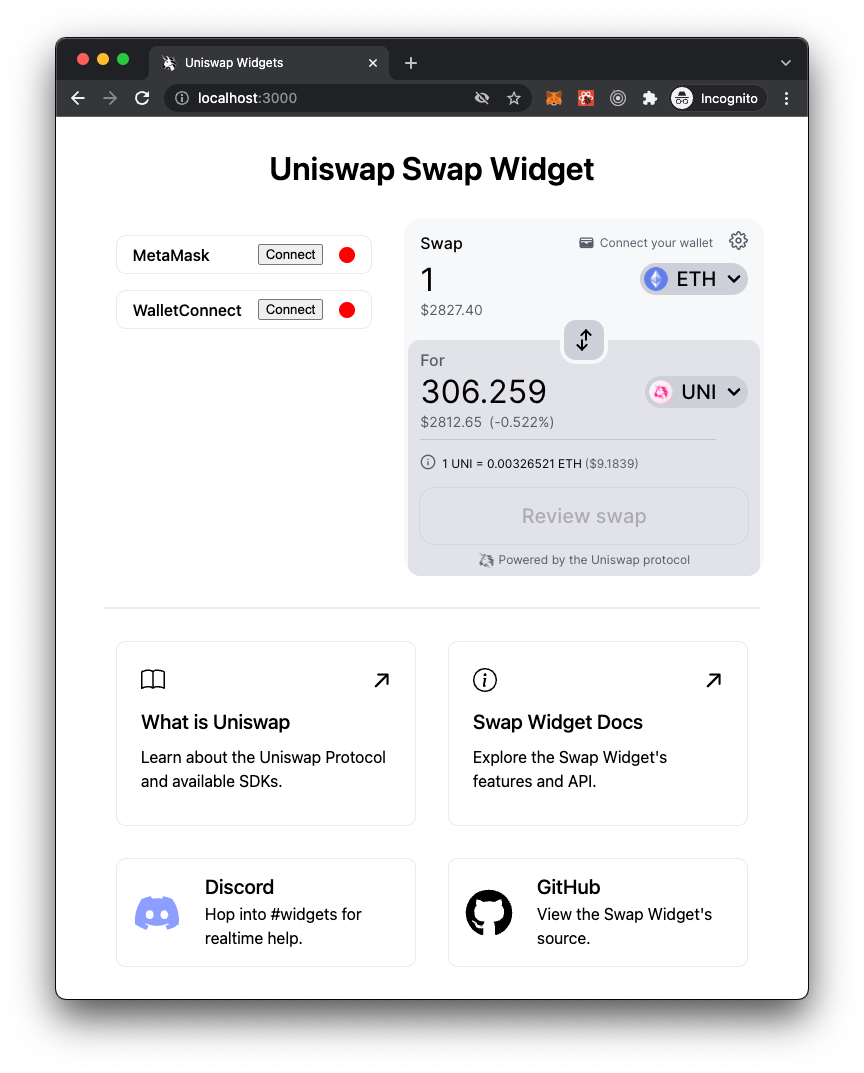 Uniswap Widgets
localhost:3000
Incognito
Uniswap Swap Widget
MetaMask Connect
WalletConnect Connect
Swap Connect your wallet
1 ETH
$2827.40
For
306.259 UNI
$2812.65 (-0.522%)
1 UNI = 0.00326521 ETH ($9.1839)
Review swap
Powered by the Uniswap protocol
What is Uniswap
Learn about the Uniswap Protocol
and available SDKs.
Swap Widget Docs
Explore the Swap Widget's
features and API.
Discord
Hop into #widgets for
realtime help.
GitHub
View the Swap Widget's
source.